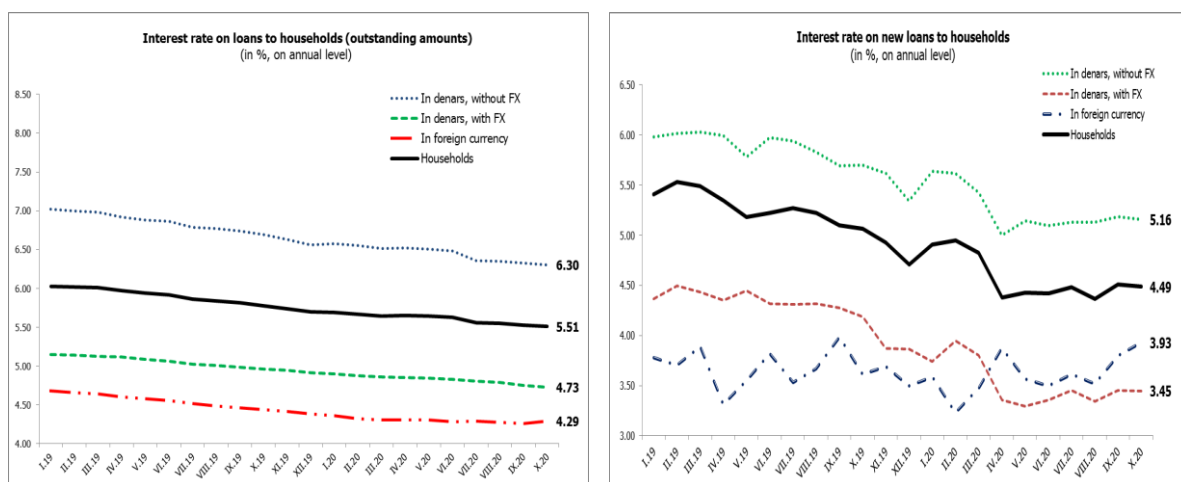 Interest rate on loans to households (outstanding amounts)
(in %, on annual level)
8.50
8.00
7.50
7.00
6.50
6.00
5.50
5.00
4.50
4.00
In denars, without FX
In denars, with FX
In foreign currency
Households
6.30
5.51
4.73
4.29
I.19
II.19
III.19
IV.19
V.19
VI.19
VII.19
VIII.19
IX.19
X.19
XI.19
XII.19
I.20
II.20
III.20
IV.20
V.20
VI.20
VII.20
VIII.20
IX.20
X.20
Interest rate on new loans to households
(in %, on annual level)
6.50
6.00
5.50
5.00
4.50
4.00
3.50
3.00
In denars, without FX
In denars, with FX
In foreign currency
Households
5.16
4.49
3.93
3.45
I.19
II.19
III.19
IV.19
V.19
VI.19
VII.19
VIII.19
IX.19
X.19
XI.19
XII.19
I.20
II.20
III.20
IV.20
V.20
VI.20
VII.20
VIII.20
IX.20
X.20